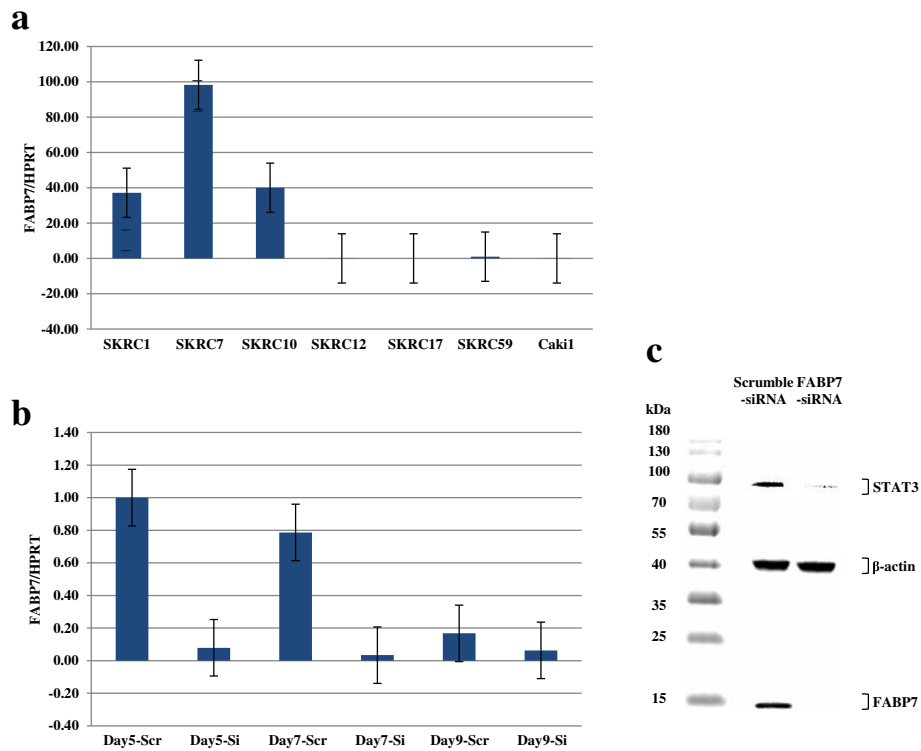 a
120.00
100.00
80.00
60.00
40.00
20.00
0.00
-20.00
-40.00
FABP7/HPRT
SKRC1 SKRC7 SKRC10 SKRC12 SKRC17 SKRC59 Caki1
b
1.40
1.20
1.00
0.80
0.60
0.40
0.20
0.00
-0.20
-0.40
FABP7/HPRT
Day5-Scr Day5-Si Day7-Scr Day7-Si Day9-Scr Day9-Si
c
Scrumble FABP7
-siRNA -siRNA
kDa
180
130
100
70
55
40
35
25
15
STAT3
β-actin
FABP7